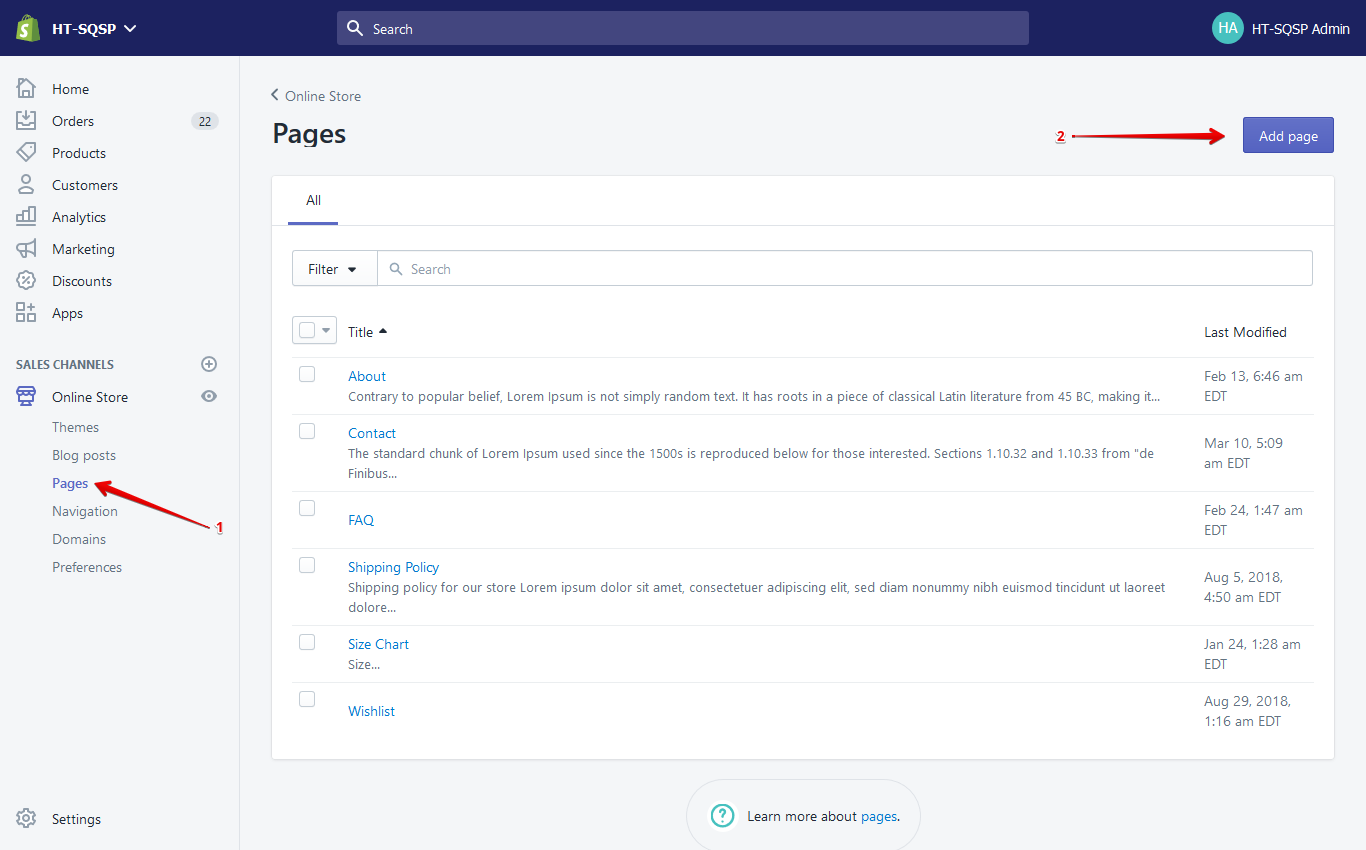 HT-SQSP
Search
HA
HT-SQSP Admin
Home
Orders
22
Products
Customers
Analytics
Marketing
Discounts
Apps
SALES CHANNELS
Online Store
Themes
Blog posts
Pages
1
Navigation
Domains
Preferences
Settings
Online Store
Pages
2
Add page
All
Filter
Search
Title
Last Modified
About
Contrary to popular belief, Lorem Ipsum is not simply random text. It has roots in a piece of classical Latin literature from 45 BC, making it...
Feb 13, 6:46 am
EDT
Contact
The standard chunk of Lorem Ipsum used since the 1500s is reproduced below for those interested. Sections 1.10.32 and 1.10.33 from "de
Finibus...
Mar 10, 5:09
am EDT
FAQ
Feb 24, 1:47 am
EDT
Shipping Policy
Shipping policy for our store Lorem ipsum dolor sit amet, consectetuer adipiscing elit, sed diam nonummy nibh euismod tincidunt ut laoreet
dolore...
Aug 5, 2018,
4:50 am EDT
Size Chart
Size...
Jan 24, 1:28 am
EDT
Wishlist
Aug 29, 2018,
1:16 am EDT
Learn more about pages.